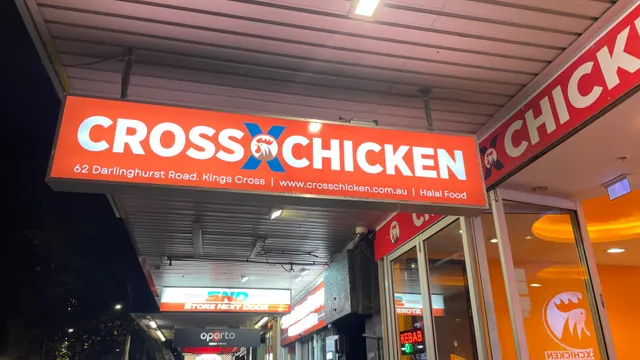 CROSS X CHICKEN
62 Darlinghurst Road. Kings Cross | www.crosschicken.com.au | Halal Food
X CHICK
STORE NEXT DOOR
oporto
KEBAB
CHICKEN